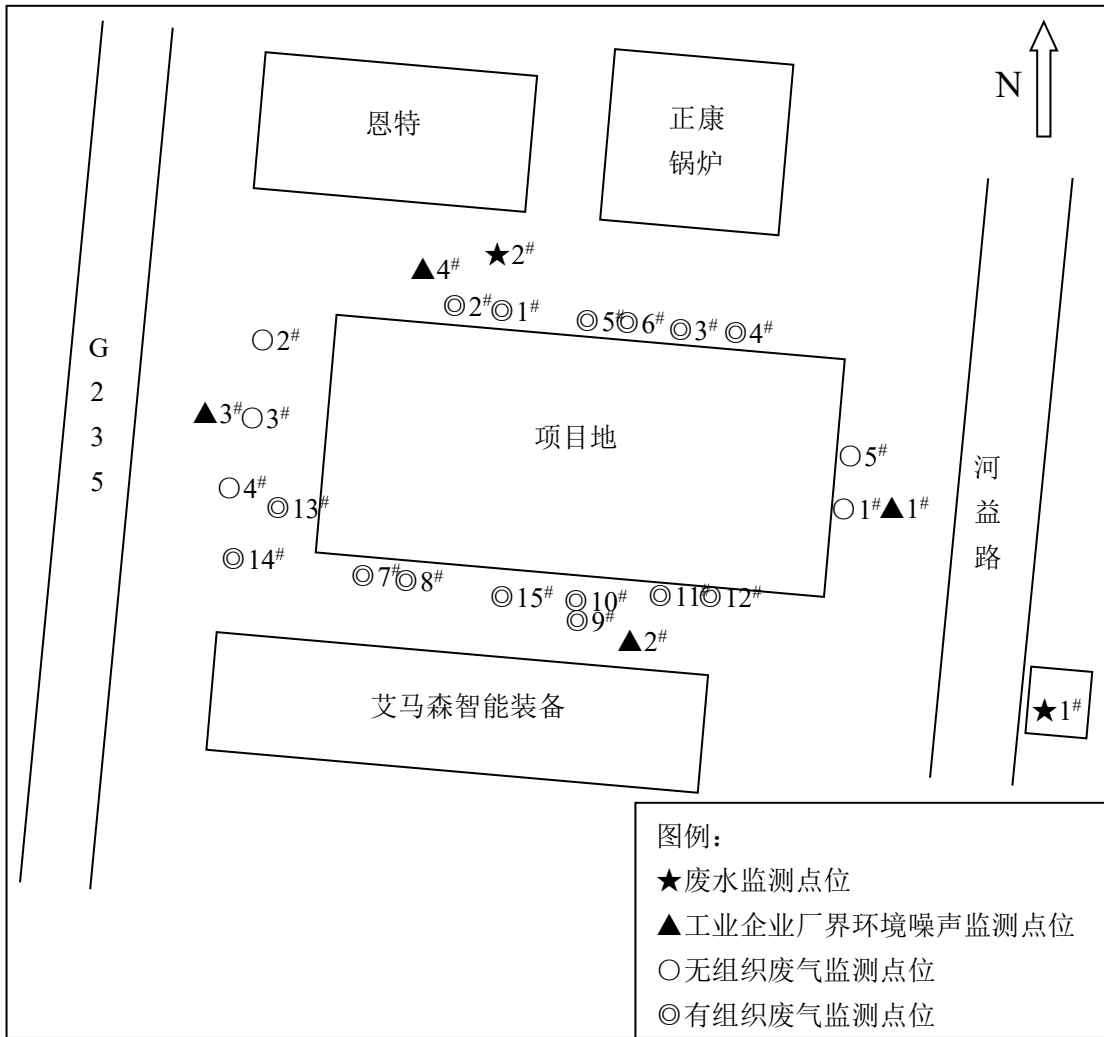 恩特
正康
锅炉
N
★2#
▲4#
◎2#
◎1#
◎5#
◎6#
◎3#
◎4#
○2#
G235
▲3#
○3#
项目地
○5#
河益路
○4#
◎13#
○1#
▲1#
◎14#
◎7#
◎8#
◎15#
◎10#
◎11#
◎12#
◎9#
▲2#
艾马森智能装备
★1#
图例：
★废水监测点位
▲工业企业厂界环境噪声监测点位
○无组织废气监测点位
◎有组织废气监测点位